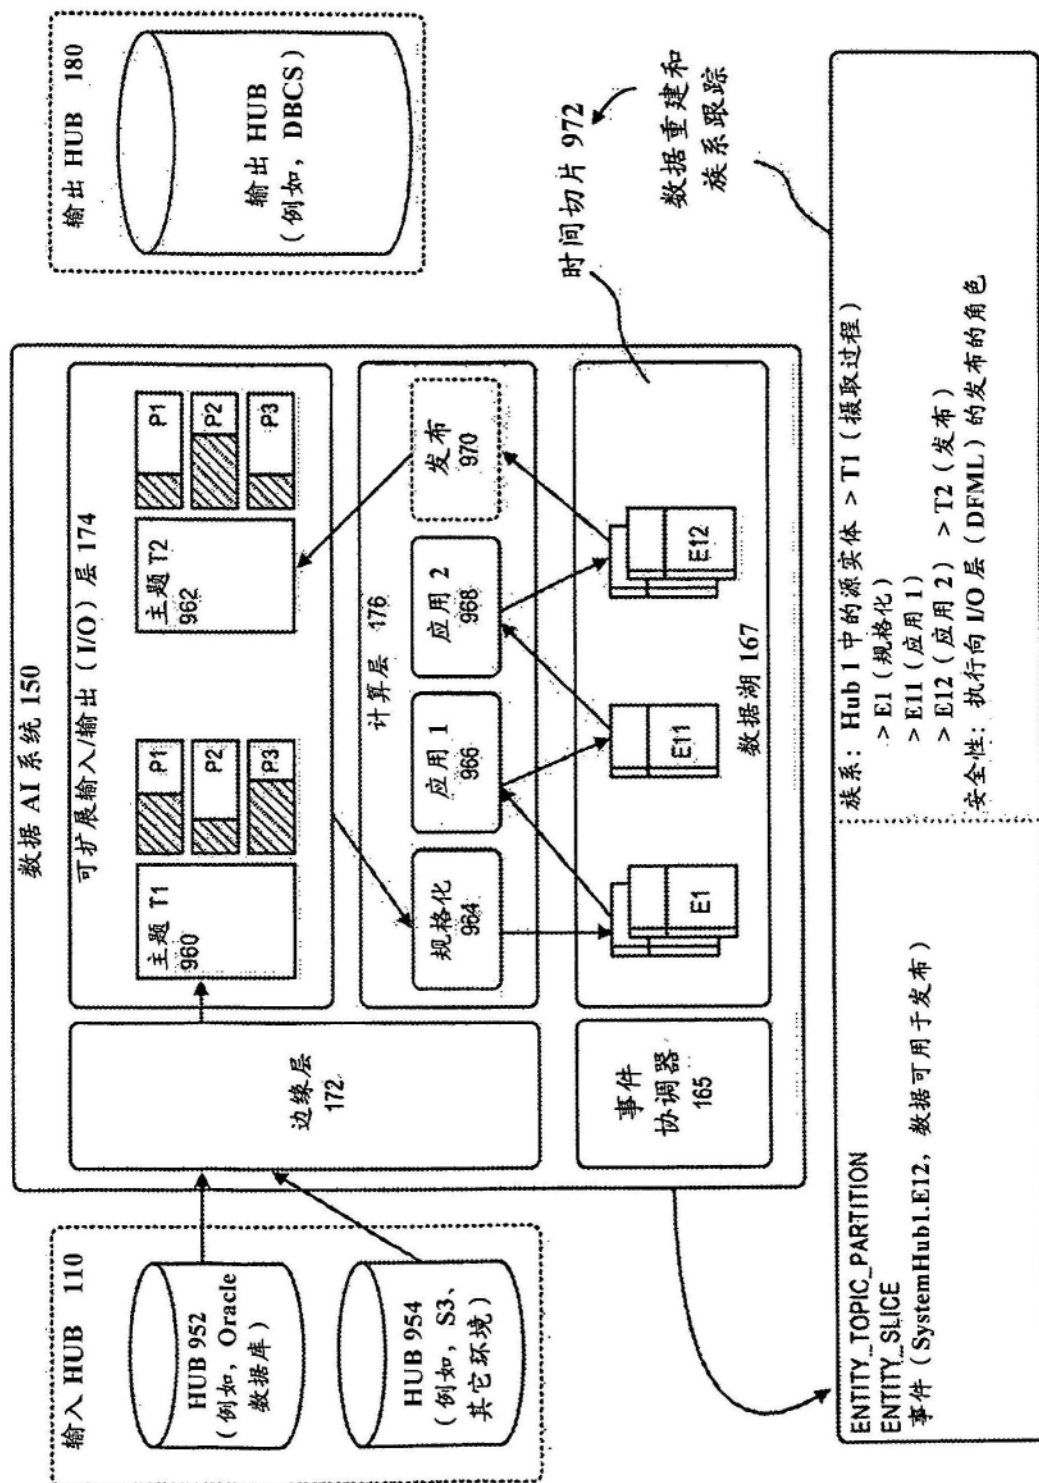 输入 HUB 110
HUB 952
(例如, Oracle
数据库)
HUB 954
(例如, S3、
其它环境)
数据 AI 系统 150
边缘层
172
可扩展输入/输出 (I/O) 层 174
主题 T1
960
P1
P2
P3
主题 T2
962
P1
P2
P3
计算层 176
规格化
964
应用 1
966
应用 2
968
发布
970
事件
协调器
165
E1
E11
E12
数据湖 167
输出 HUB 180
输出 HUB
(例如, DBCS)
时间切片 972
数据重建和
族系跟踪
ENTITY_TOPIC_PARTITION
ENTITY_SLICE
事件 (SystemHub1.E12, 数据可用于发布)
族系: Hub 1 中的源实体 > T1 (摄取过程)
> E1 (规格化)
> E11 (应用 1)
> E12 (应用 2) > T2 (发布)
安全性: 执行向 I/O 层 (DFML) 的发布的角色